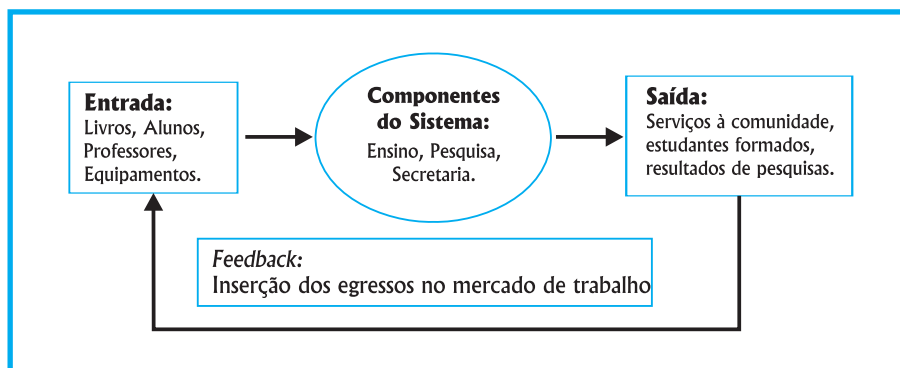 Entrada:
Livros, Alunos,
Professores,
Equipamentos.
Componentes
do Sistema:
Ensino, Pesquisa,
Secretaria.
Saída:
Serviços à comunidade,
estudantes formados,
resultados de pesquisas.
Feedback:
Inserção dos egressos no mercado de trabalho